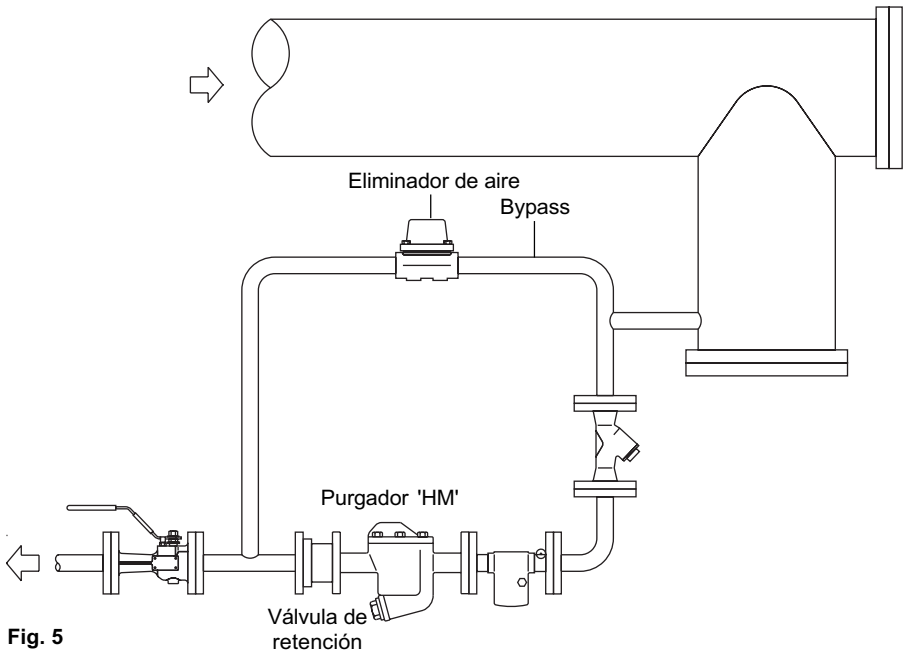 Eliminador de aire
Bypass
Purgador 'HM'
Válvula de
retención
Fig. 5